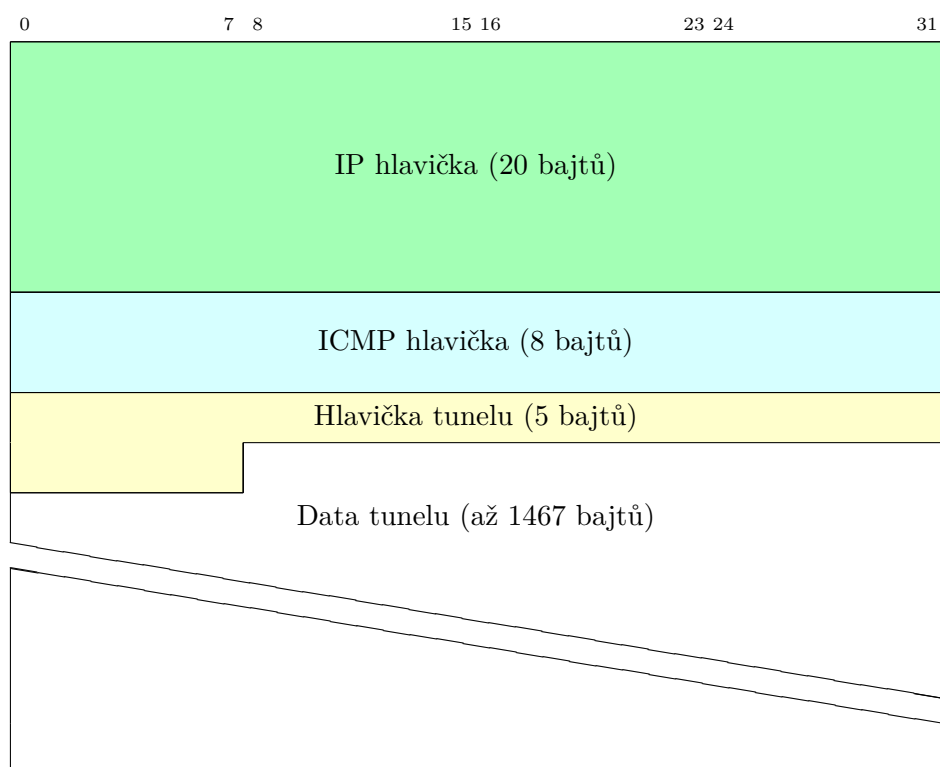 0 7 8 15 16 23 24 31
IP hlavička (20 bajtů)
ICMP hlavička (8 bajtů)
Hlavička tunelu (5 bajtů)
Data tunelu (až 1467 bajtů)